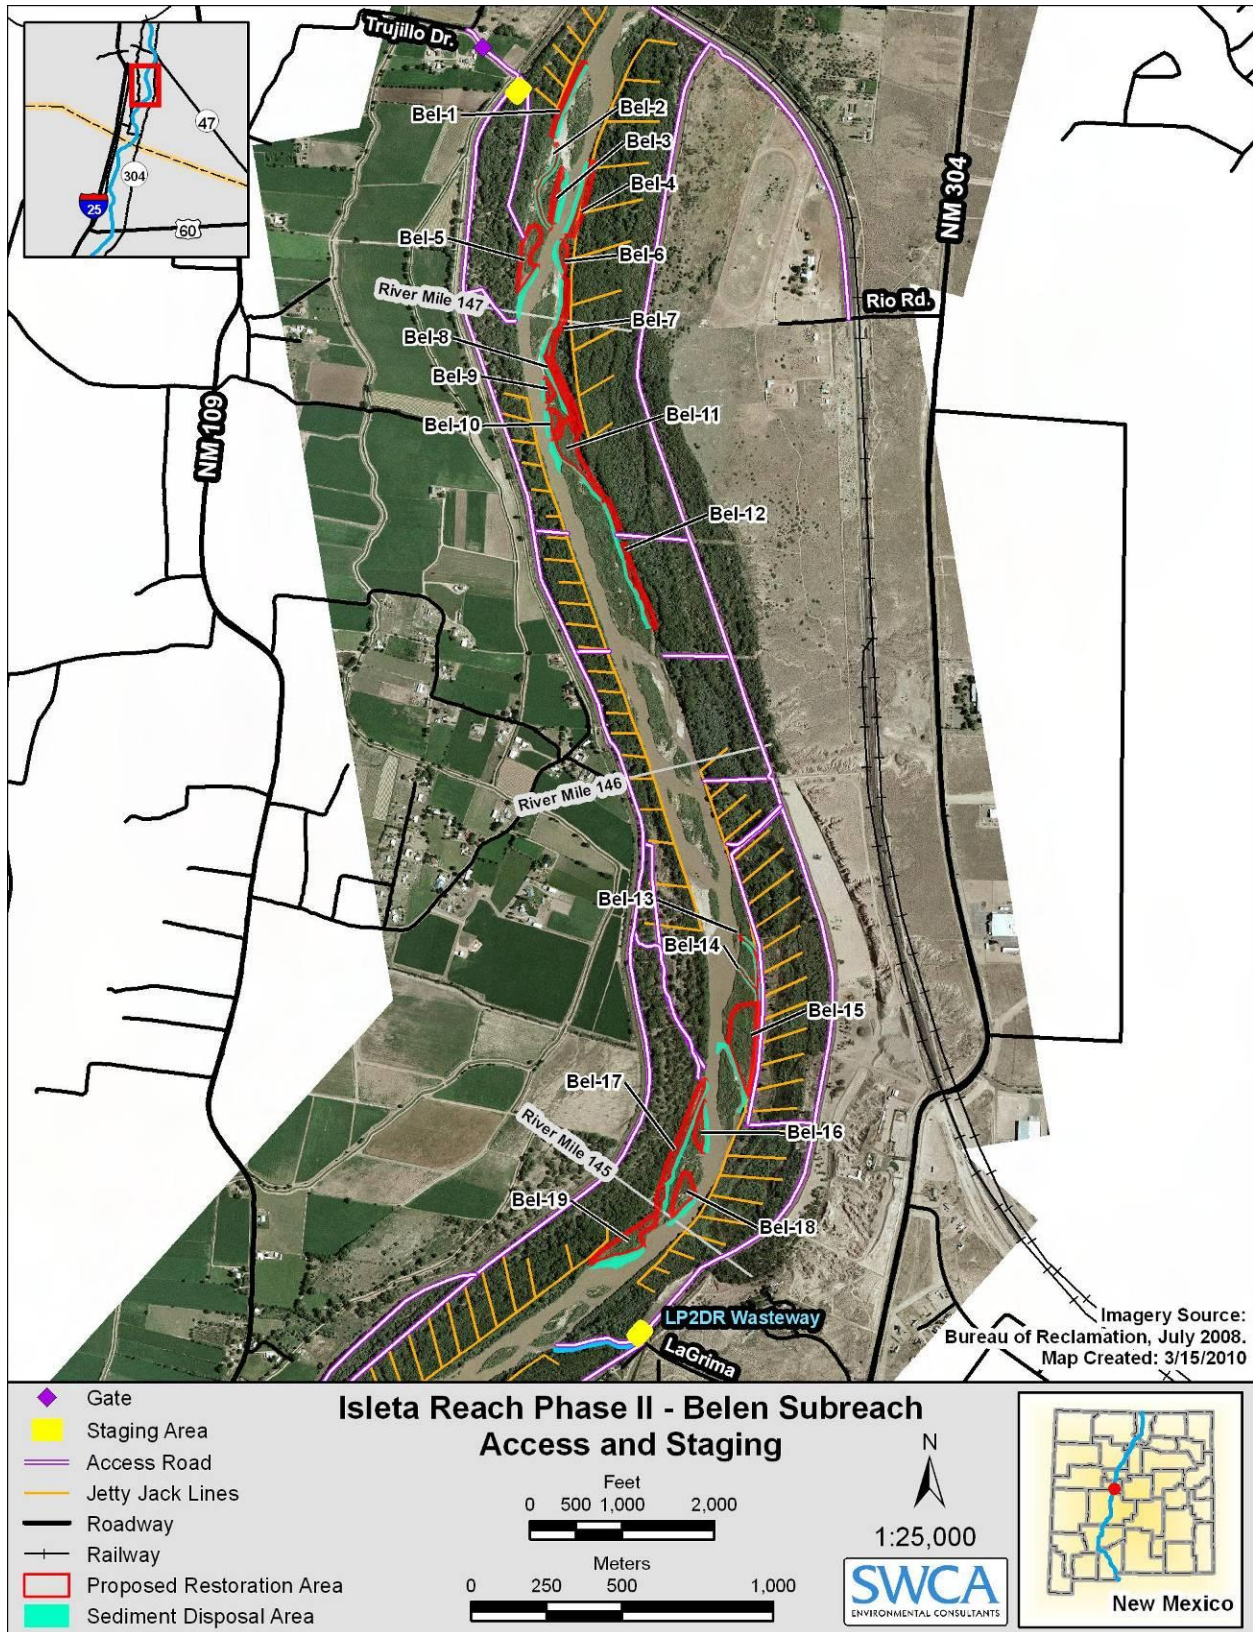 Trujillo Dr.
47
304
25
60
Bel-1
Bel-2
Bel-3
Bel-4
Bel-5
Bel-6
River Mile 147
Bel-7
Bel-8
Bel-9
Bel-10
Bel-11
Bel-12
NM 304
Rio Rd.
NM 109
River Mile 146
Bel-13
Bel-14
Bel-15
Bel-17
Bel-16
River Mile 145
Bel-19
Bel-18
LP2DR Wasteway
LaGrima
Imagery Source:
Bureau of Reclamation, July 2008.
Map Created: 3/15/2010
Gate
Staging Area
Access Road
Jetty Jack Lines
Roadway
Railway
Proposed Restoration Area
Sediment Disposal Area
Isleta Reach Phase II - Belen Subreach
Access and Staging
Feet
0 500 1,000 2,000
Meters
0 250 500 1,000
N
1:25,000
SWCA
ENVIRONMENTAL CONSULTANTS
New Mexico